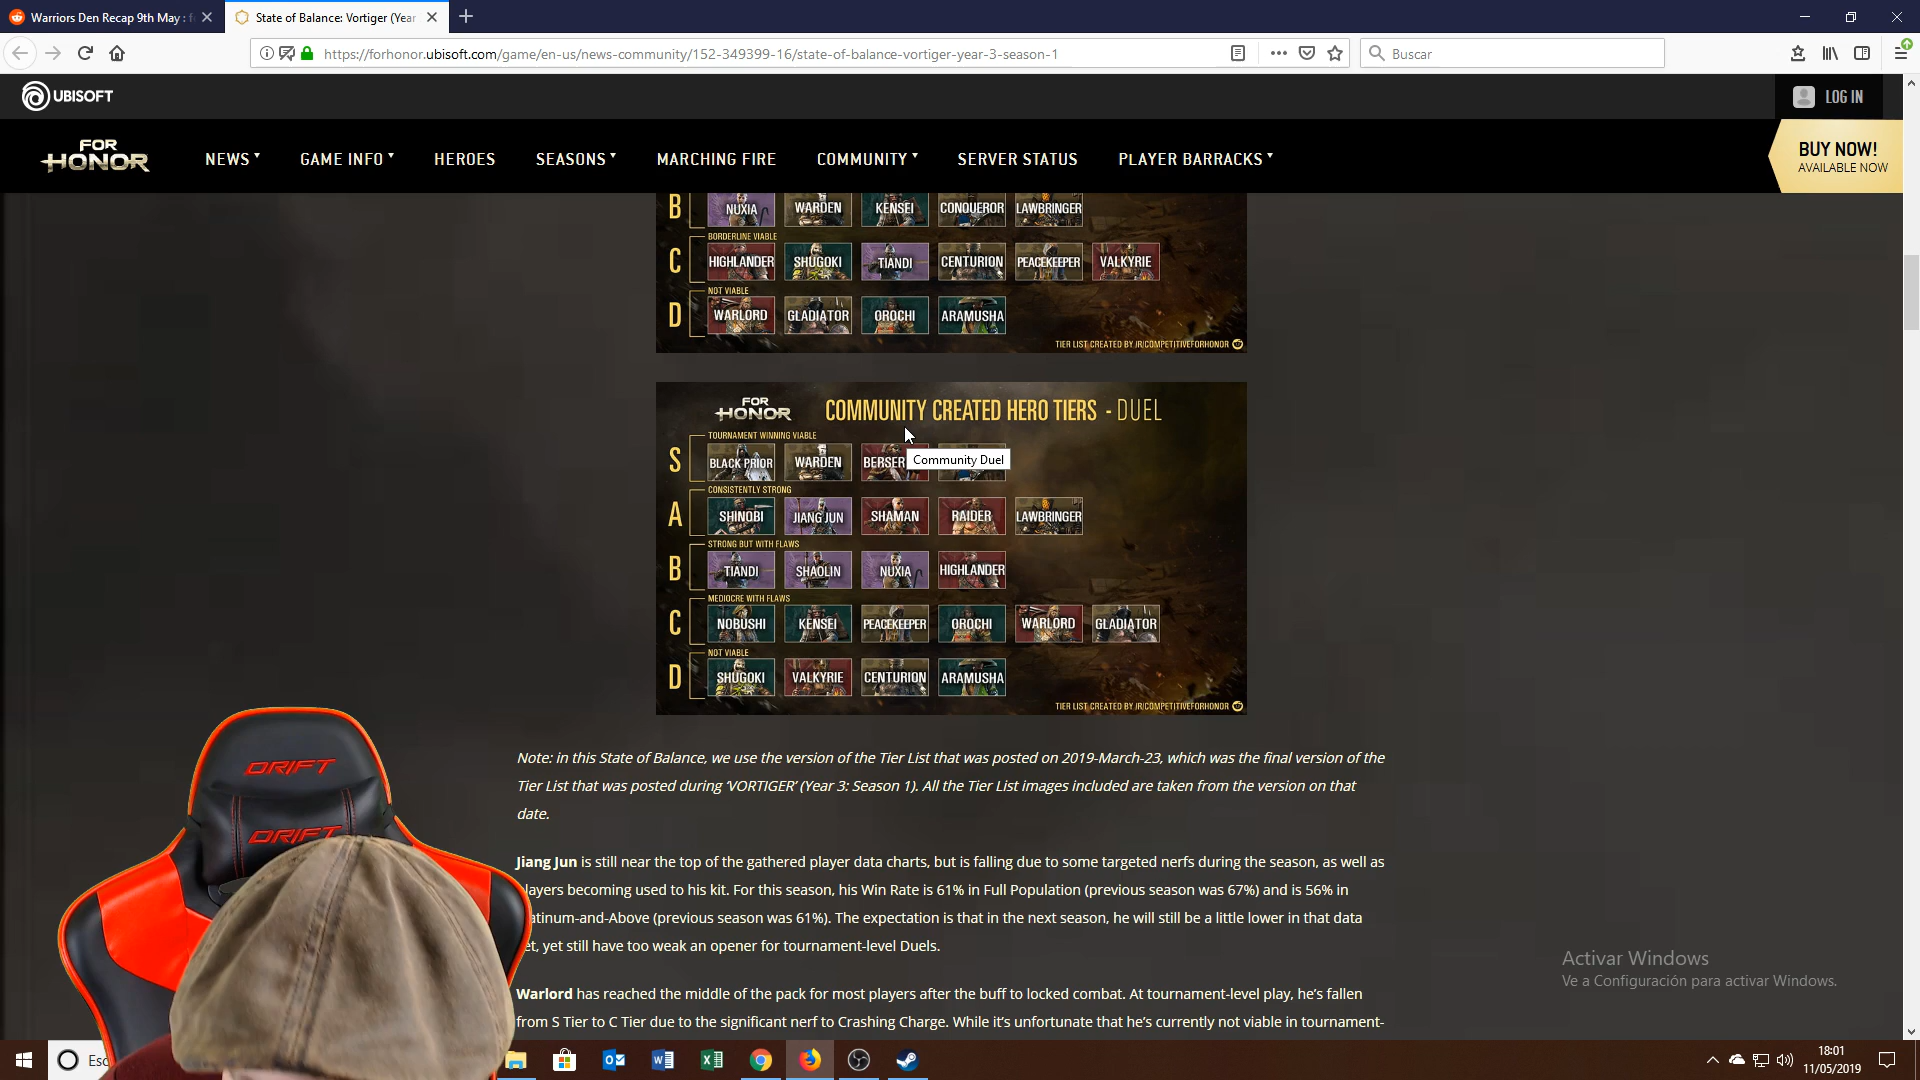 Warriors Den Recap 9th May :
State of Balance: Vortiger (Year
https://forhonor.ubisoft.com/game/en-us/news-community/152-349399-16/state-of-balance-vortiger-year-3-season-1
Buscar
UBISOFT
LOG IN
FOR HONOR
NEWS
GAME INFO
HEROES
SEASONS
MARCHING FIRE
COMMUNITY
SERVER STATUS
PLAYER BARRACKS
BUY NOW!
AVAILABLE NOW
B NUXIA WARDEN KENSEI CONQUEROR LAWBRINGER
BORDERLINE VIABLE
C HIGHLANDER SHUGOKI TIANDI CENTURION PEACEKEEPER VALKYRIE
NOT VIABLE
D WARLORD GLADIATOR OROCHI ARAMUSHA
TIER LIST CREATED BY /R/COMPETITIVEFORHONOR
FOR HONOR COMMUNITY CREATED HERO TIERS - DUEL
TOURNAMENT WINNING VIABLE
S BLACK PRIOR WARDEN BERSER
Community Duel
CONSISTENTLY STRONG
A SHINOBI JIANG JUN SHAMAN RAIDER LAWBRINGER
STRONG BUT WITH FLAWS
B TIANDI SHAOLIN NUXIA HIGHLANDER
MEDIOCRE WITH FLAWS
C NOBUSHI KENSEI PEACEKEEPER OROCHI WARLORD GLADIATOR
NOT VIABLE
D SHUGOKI VALKYRIE CENTURION ARAMUSHA
TIER LIST CREATED BY /R/COMPETITIVEFORHONOR
Note: in this State of Balance, we use the version of the Tier List that was posted on 2019-March-23, which was the final version of the
Tier List that was posted during ‘VORTIGER’ (Year 3: Season 1). All the Tier List images included are taken from the version on that
date.
Jiang Jun is still near the top of the gathered player data charts, but is falling due to some targeted nerfs during the season, as well as
layers becoming used to his kit. For this season, his Win Rate is 61% in Full Population (previous season was 67%) and is 56% in
atinum-and-Above (previous season was 61%). The expectation is that in the next season, he will still be a little lower in that data
et, yet still have too weak an opener for tournament-level Duels.
Warlord has reached the middle of the pack for most players after the buff to locked combat. At tournament-level play, he’s fallen
from S Tier to C Tier due to the significant nerf to Crashing Charge. While it’s unfortunate that he’s currently not viable in tournament-
DRIFT
DRIFT
Activar Windows
Ve a Configuración para activar Windows.
Esc
18:01
11/05/2019